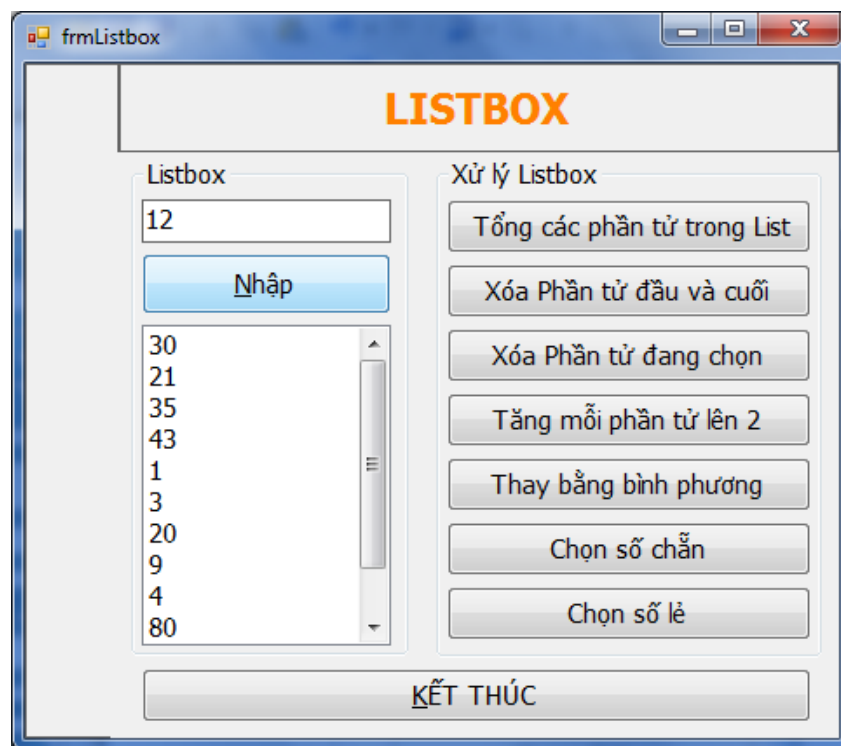 frmListbox
LISTBOX
Listbox
12
Nhập
30
21
35
43
1
3
20
9
4
80
Xử lý Listbox
Tổng các phần tử trong List
Xóa Phần tử đầu và cuối
Xóa Phần tử đang chọn
Tăng mỗi phần tử lên 2
Thay bằng bình phương
Chọn số chẵn
Chọn số lẻ
KẾT THÚC